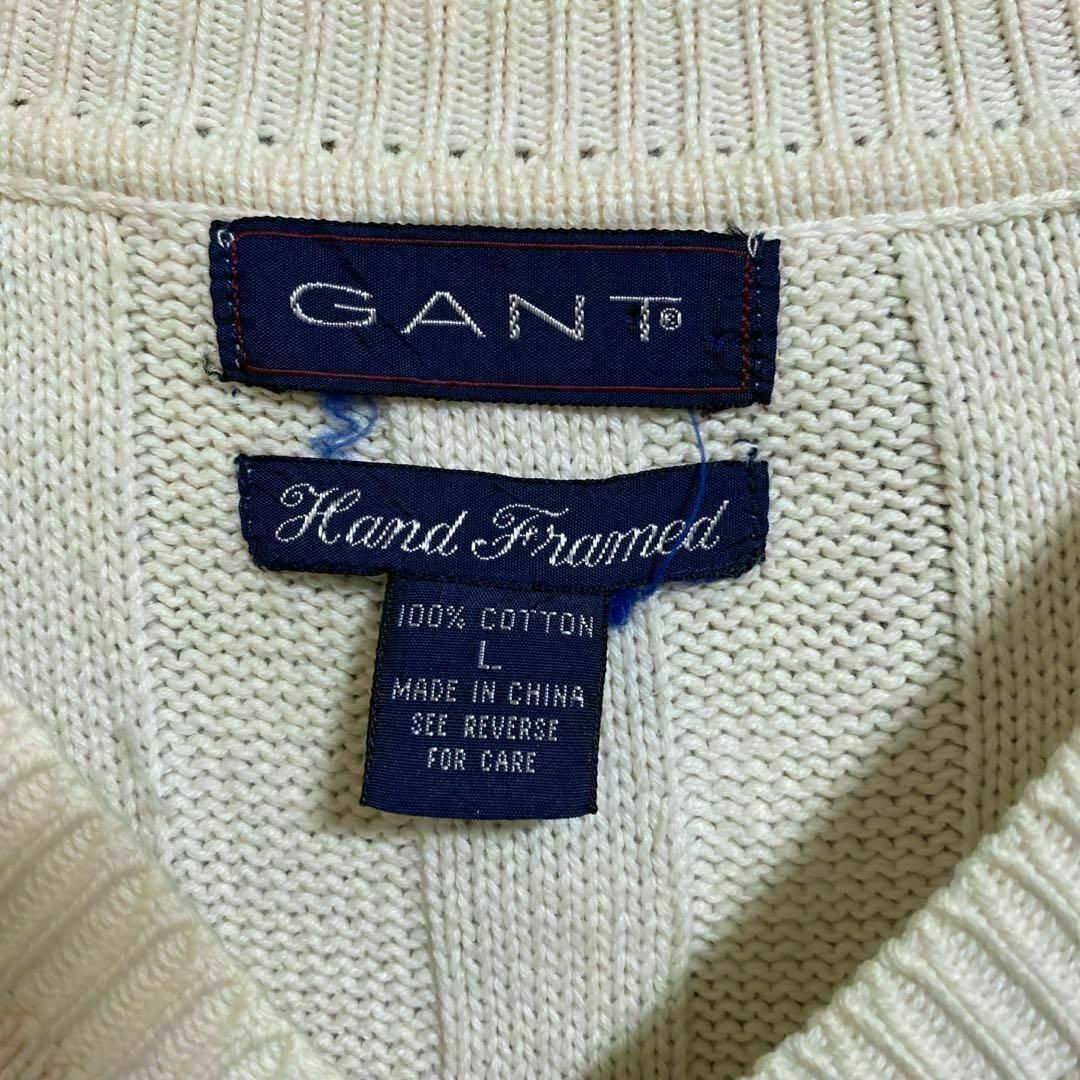 GANT®
Hand Framed
100% COTTON
L
MADE IN CHINA
SEE REVERSE
FOR CARE